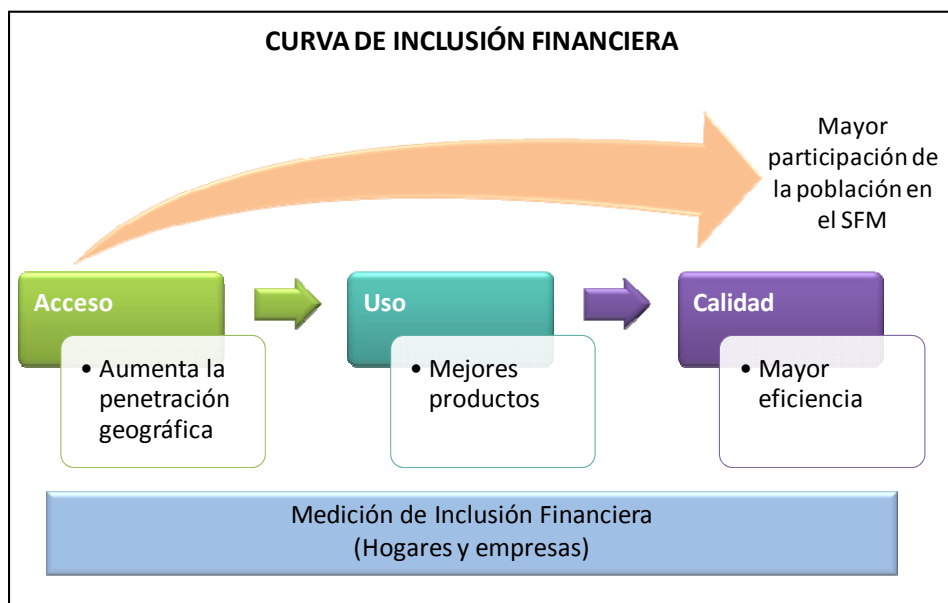 CURVA DE INCLUSIÓN FINANCIERA
Mayor
participación de
la población en
el SFM
Acceso
• Aumenta la
penetración
geográfica
Uso
• Mejores
productos
Calidad
• Mayor
eficiencia
Medición de Inclusión Financiera
(Hogares y empresas)